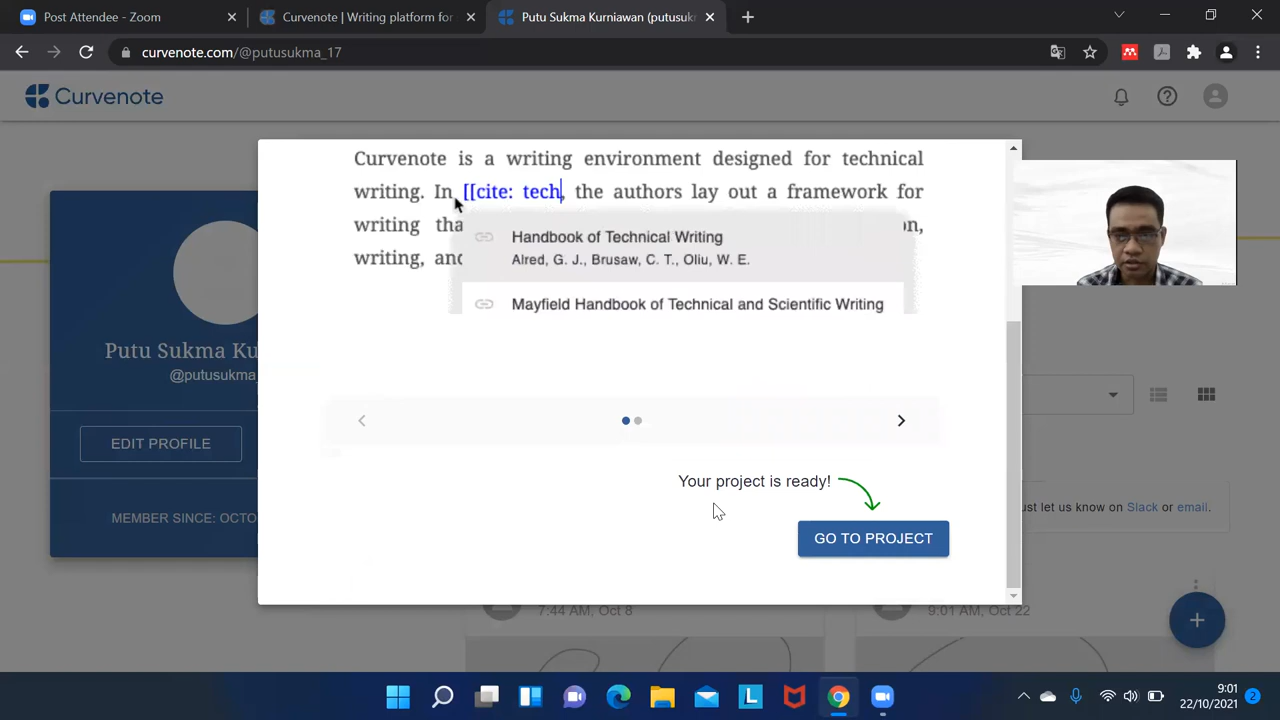 Post Attendee - Zoom
Curvenote | Writing platform for
Putu Sukma Kurniawan (putusuk
curvenote.com/@putusukma_17
Curvenote
Curvenote is a writing environment designed for technical
writing. In [[cite: tech, the authors lay out a framework for
writing tha on,
writing, and
Handbook of Technical Writing
Alred, G. J., Brusaw, C. T., Oliu, W. E.
Mayfield Handbook of Technical and Scientific Writing
Putu Sukma Ku
@putusukma_
EDIT PROFILE
MEMBER SINCE: OCTO
Your project is ready!
GO TO PROJECT
ust let us know on Slack or email.
7:44 AM, Oct 8
9:01 AM, Oct 22
9:01
22/10/2021
2